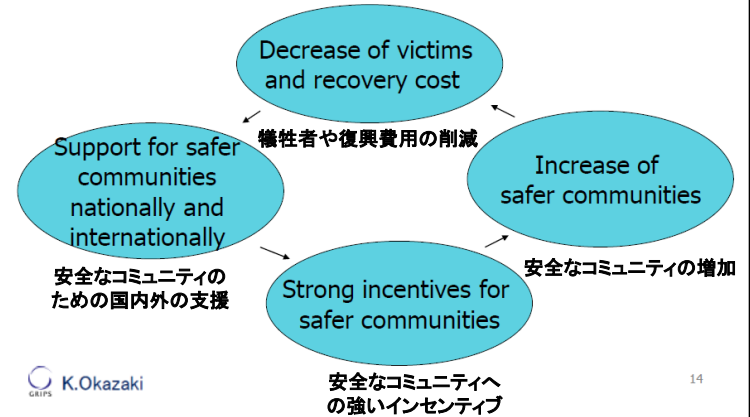 Decrease of victims
and recovery cost
犠牲者や復興費用の削減
Support for safer
communities
nationally and
internationally
安全なコミュニティの
ための国内外の支援
Increase of
safer communities
安全なコミュニティの増加
Strong incentives for
safer communities
安全なコミュニティへ
の強いインセンティブ
GRIPS
K.Okazaki
14